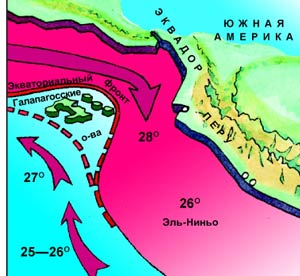 ЭКВАДОР
ЮЖНАЯ
АМЕРИКА
ПЕРУ
Экваториальный фронт
Галапагосские
о-ва
28°
27°
26°
Эль-Ниньо
25—26°